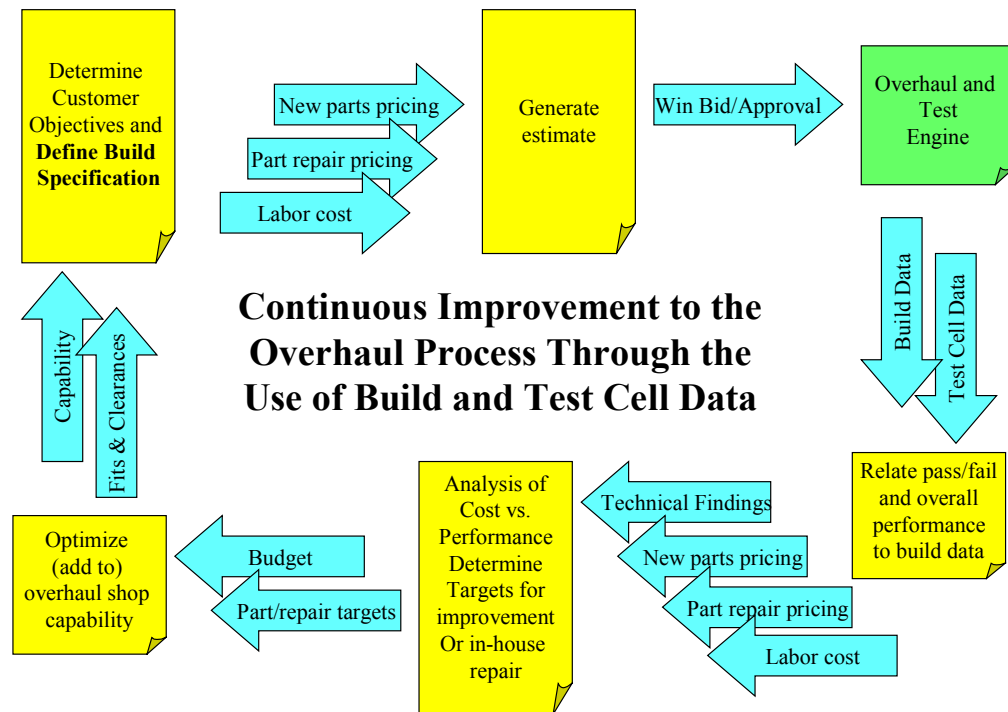 Determine
Customer
Objectives and
Define Build
Specification
New parts pricing
Part repair pricing
Labor cost
Generate
estimate
Win Bid/Approval
Overhaul and
Test
Engine
Build Data
Test Cell Data
Continuous Improvement to the
Overhaul Process Through the
Use of Build and Test Cell Data
Relate pass/fail
and overall
performance
to build data
Technical Findings
New parts pricing
Part repair pricing
Labor cost
Analysis of
Cost vs.
Performance
Determine
Targets for
improvement
Or in-house
repair
Budget
Part/repair targets
Optimize
(add to)
overhaul shop
capability
Capability
Fits & Clearances